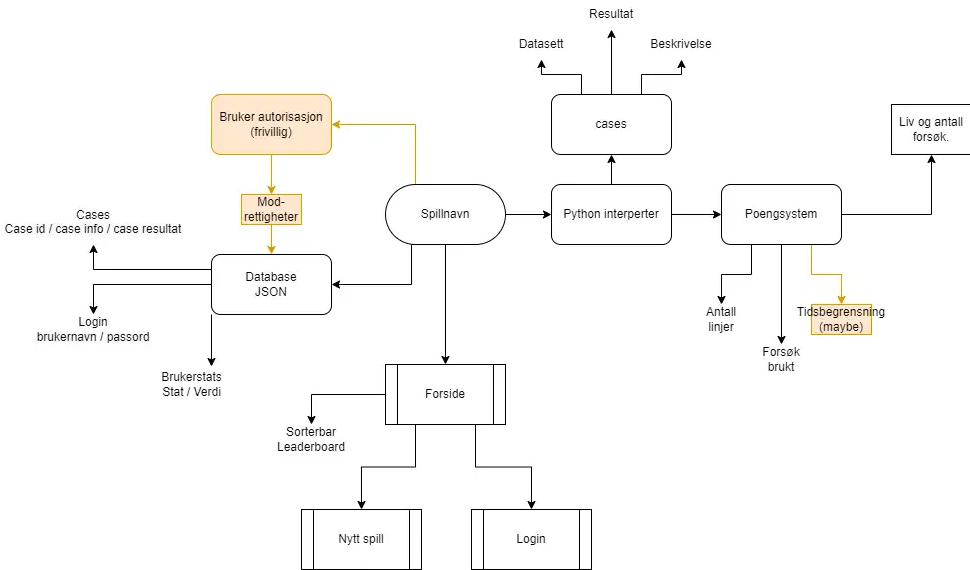 Resultat
Datasett
Beskrivelse
Bruker autorisasjon
(frivillig)
cases
Liv og antall
forsøk.
Mod-
rettigheter
Spillnavn
Python interperter
Poengsystem
Cases
Case id / case info / case resultat
Database
JSON
Login
brukernavn / passord
Antall
linjer
Tidsbegrensning
(maybe)
Forsøk
brukt
Brukerstats
Stat / Verdi
Forside
Sorterbar
Leaderboard
Nytt spill
Login